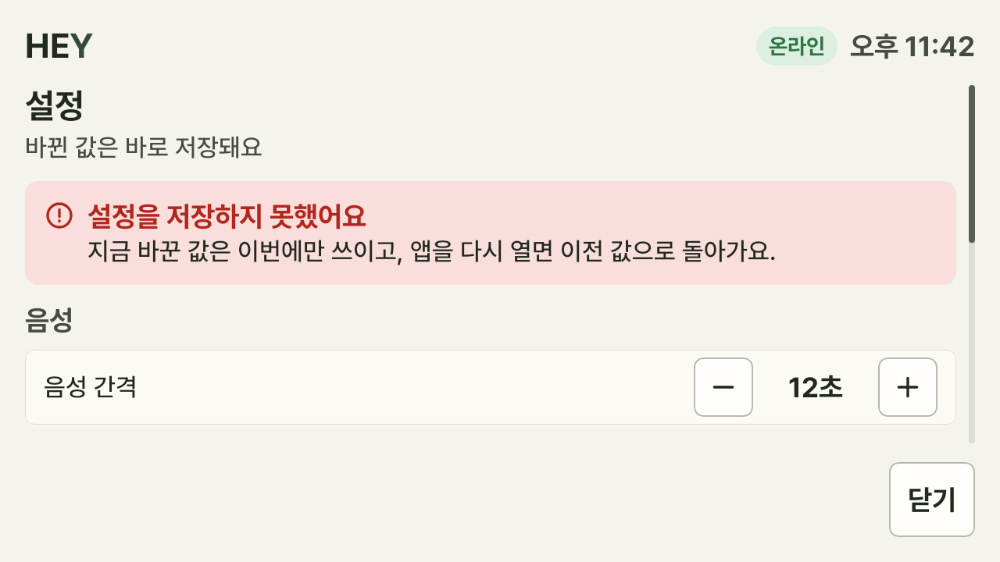 HEY
온라인 오후 11:42
설정
바뀐 값은 바로 저장돼요
설정을 저장하지 못했어요
지금 바꾼 값은 이번에만 쓰이고, 앱을 다시 열면 이전 값으로 돌아가요.
음성
음성 간격 − 12초 +
닫기